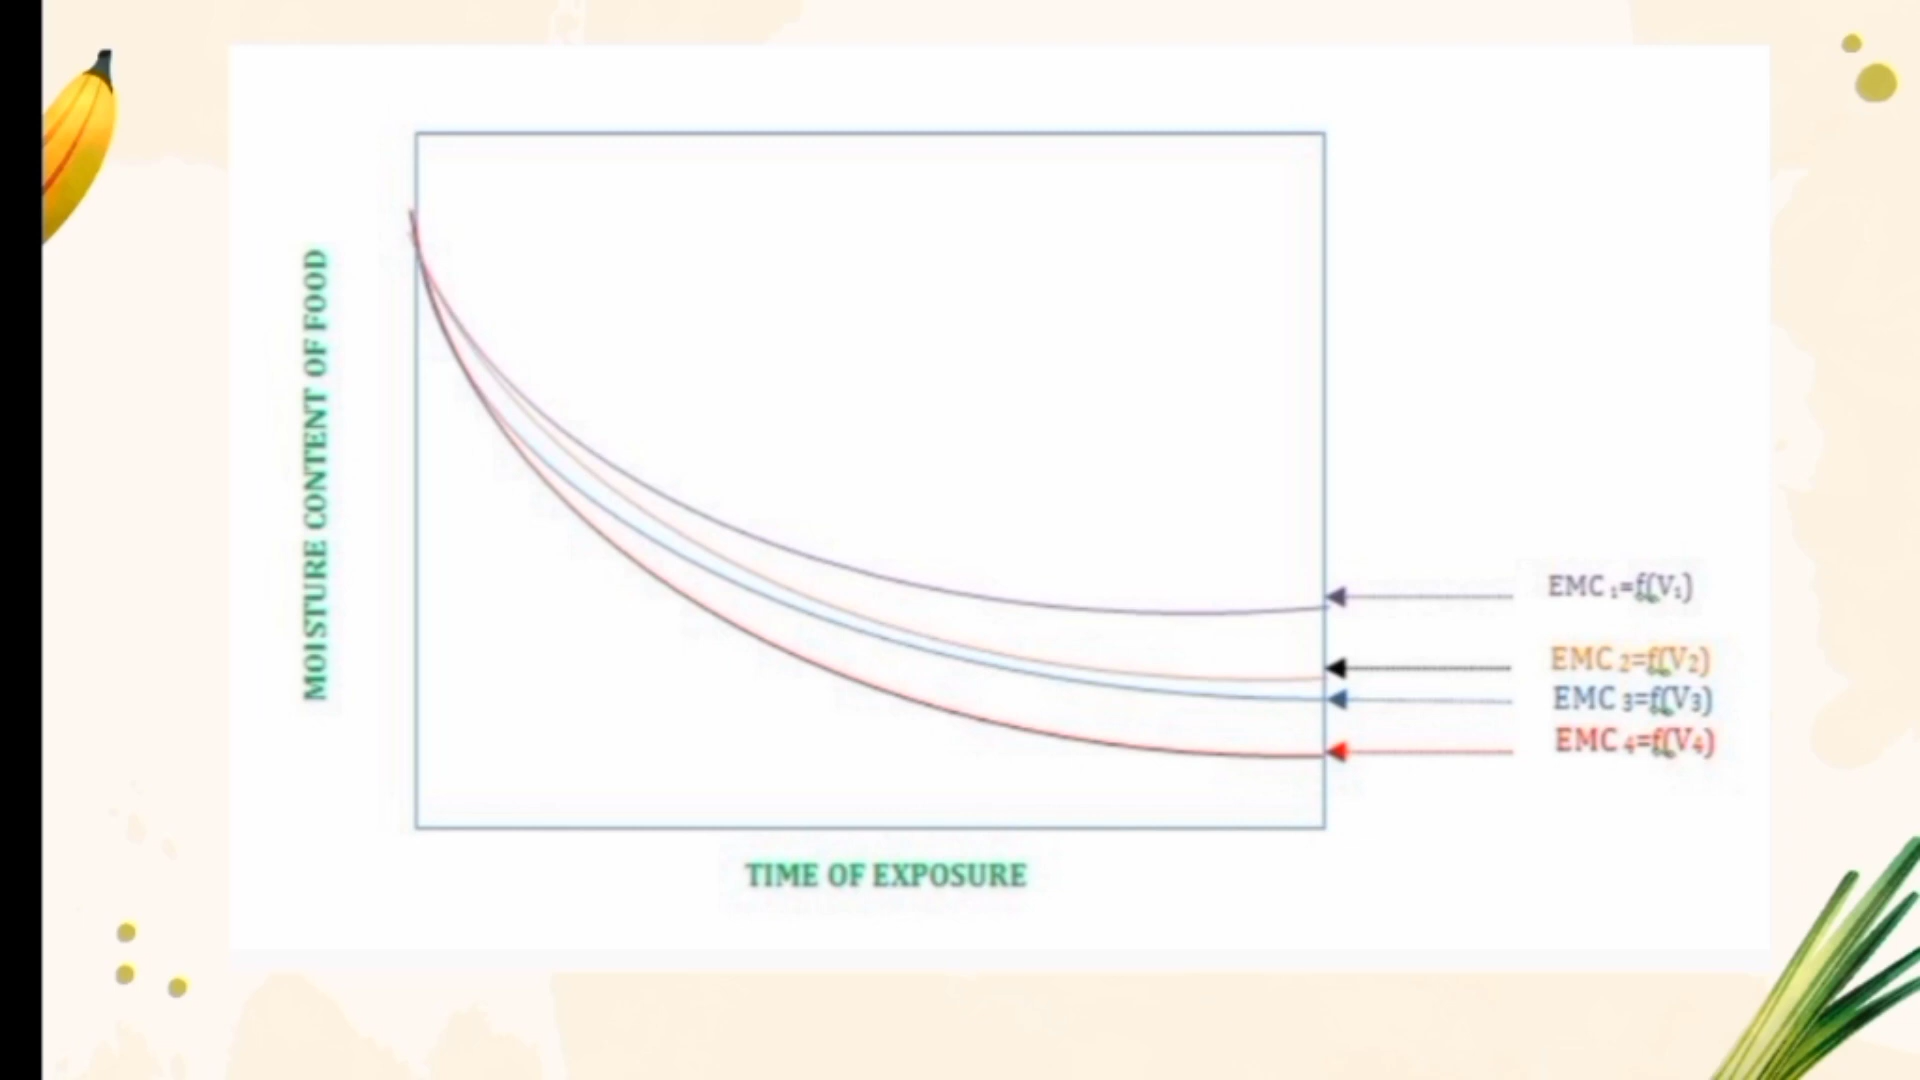 MOISTURE CONTENT OF FOOD
EMC ₁=f(V₁)
EMC ₂=f(V₂)
EMC ₃=f(V₃)
EMC ₄=f(V₄)
TIME OF EXPOSURE